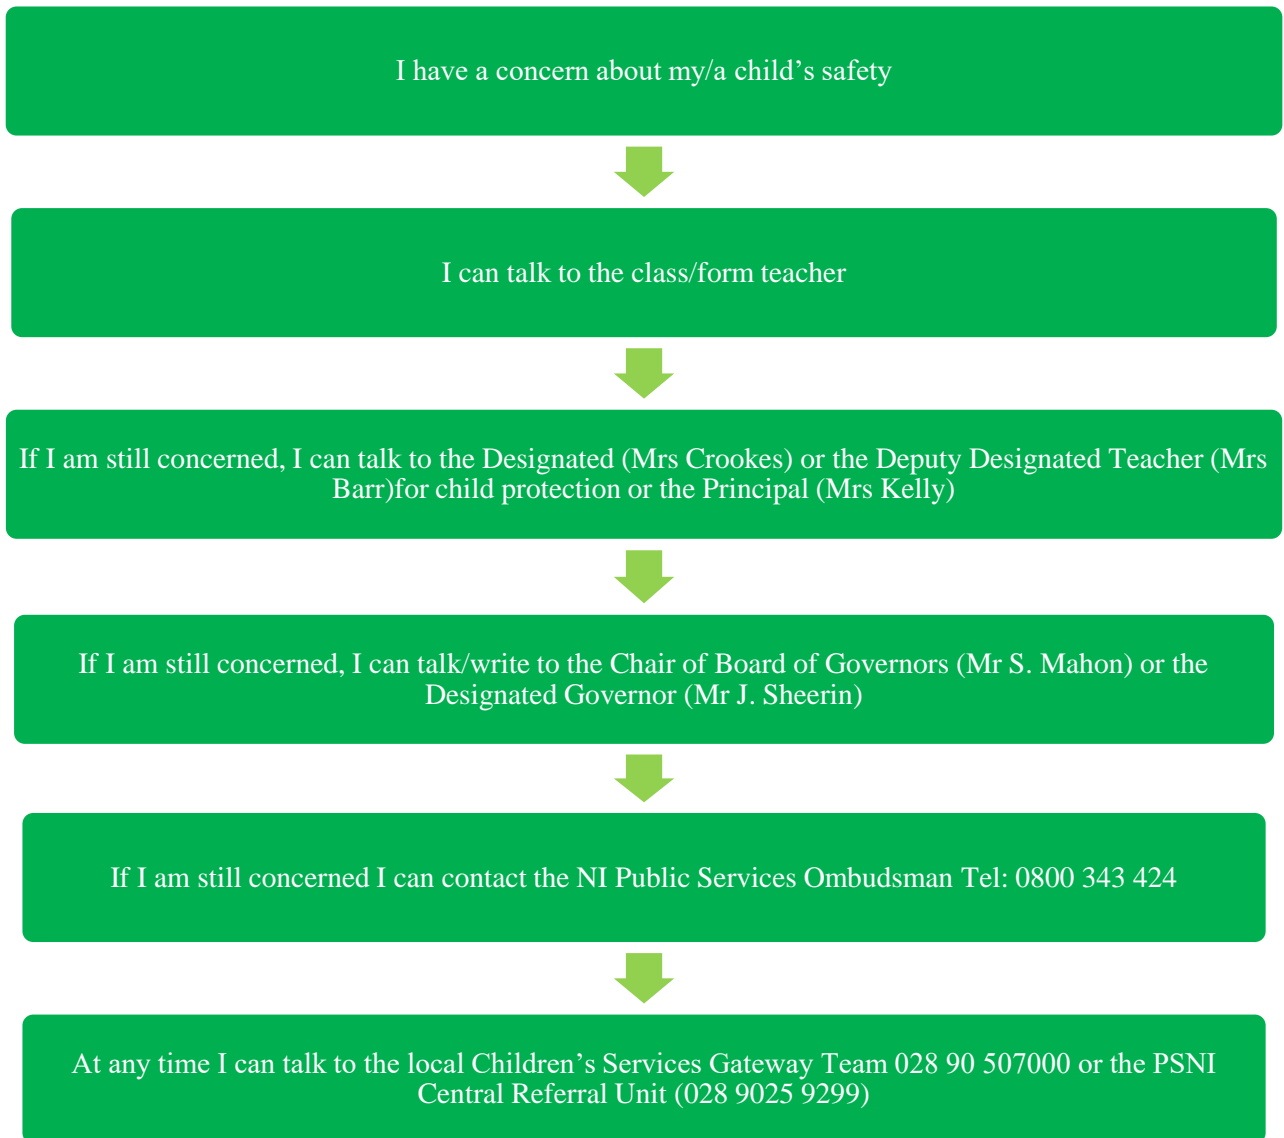 I have a concern about my/a child’s safety
I can talk to the class/form teacher
If I am still concerned, I can talk to the Designated (Mrs Crookes) or the Deputy Designated Teacher (Mrs
Barr)for child protection or the Principal (Mrs Kelly)
If I am still concerned, I can talk/write to the Chair of Board of Governors (Mr S. Mahon) or the
Designated Governor (Mr J. Sheerin)
If I am still concerned I can contact the NI Public Services Ombudsman Tel: 0800 343 424
At any time I can talk to the local Children’s Services Gateway Team 028 90 507000 or the PSNI
Central Referral Unit (028 9025 9299)